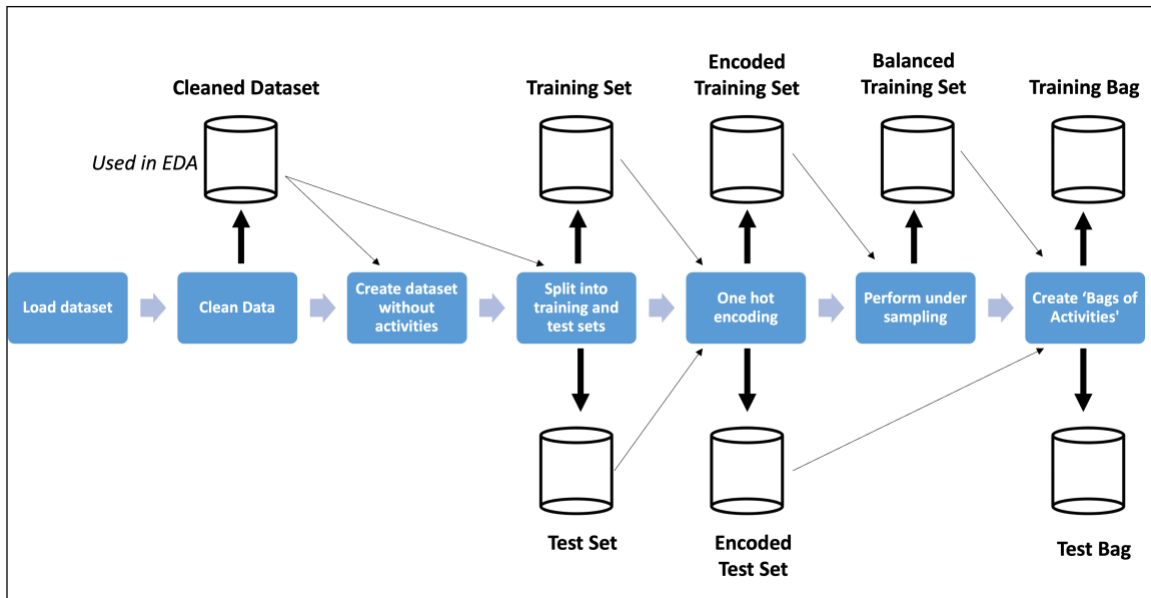 Cleaned Dataset
Training Set
Encoded
Training Set
Balanced
Training Set
Training Bag
Used in EDA
Load dataset
Clean Data
Create dataset
without
activities
Split into
training and
test sets
One hot
encoding
Perform under
sampling
Create ‘Bags of
Activities'
Test Set
Encoded
Test Set
Test Bag